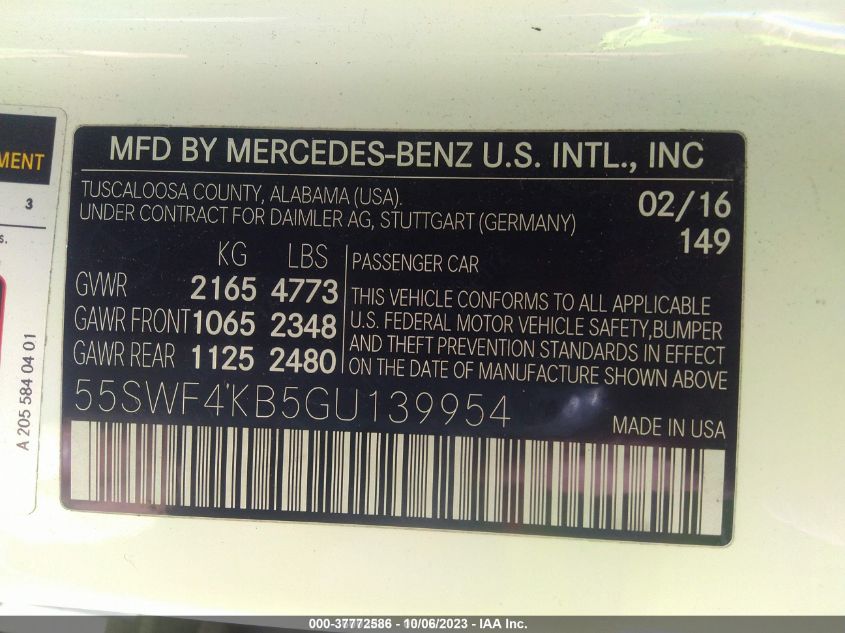 MENT
3
s.
A 205 584 04 01
MFD BY MERCEDES-BENZ U.S. INTL., INC
TUSCALOOSA COUNTY, ALABAMA (USA).
UNDER CONTRACT FOR DAIMLER AG, STUTTGART (GERMANY)
02/16
149
KG LBS
GVWR 2165 4773
GAWR FRONT 1065 2348
GAWR REAR 1125 2480
PASSENGER CAR
THIS VEHICLE CONFORMS TO ALL APPLICABLE
U.S. FEDERAL MOTOR VEHICLE SAFETY, BUMPER
AND THEFT PREVENTION STANDARDS IN EFFECT
ON THE DATE OF MANUFACTURE SHOWN ABOVE.
55SWF4KB5GU139954
MADE IN USA
000-37772586 - 10/06/2023 - IAA Inc.